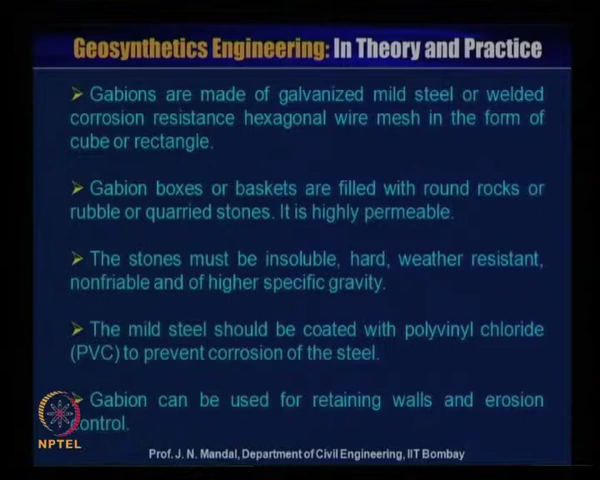 Geosynthetics Engineering: In Theory and Practice
➢ Gabions are made of galvanized mild steel or welded
corrosion resistance hexagonal wire mesh in the form of
cube or rectangle.
➢ Gabion boxes or baskets are filled with round rocks or
rubble or quarried stones. It is highly permeable.
➢ The stones must be insoluble, hard, weather resistant,
nonfriable and of higher specific gravity.
➢ The mild steel should be coated with polyvinyl chloride
(PVC) to prevent corrosion of the steel.
➢ Gabion can be used for retaining walls and erosion
control.
NPTEL
Prof. J. N. Mandal, Department of Civil Engineering, IIT Bombay